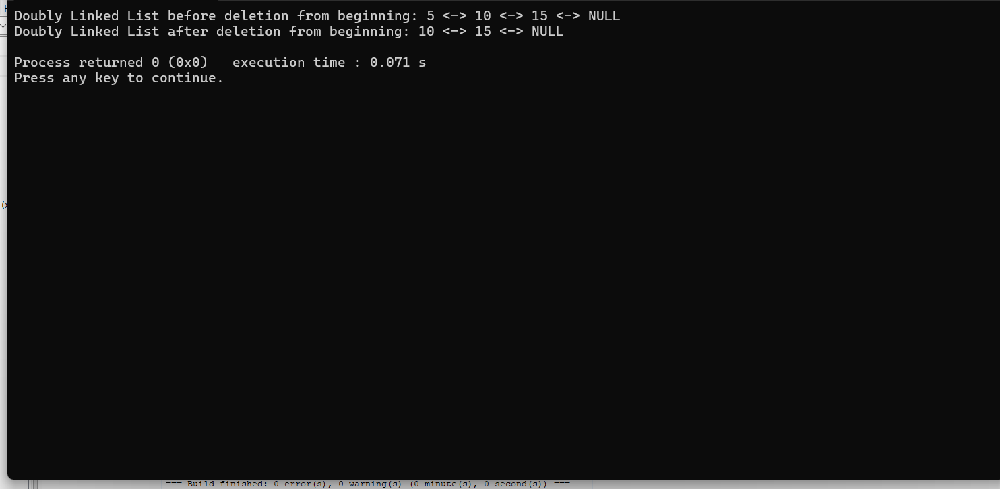 Doubly Linked List before deletion from beginning: 5 <-> 10 <-> 15 <-> NULL
Doubly Linked List after deletion from beginning: 10 <-> 15 <-> NULL
Process returned 0 (0x0)   execution time : 0.071 s
Press any key to continue.
=== Build finished: 0 error(s), 0 warning(s) (0 minute(s), 0 second(s)) ===